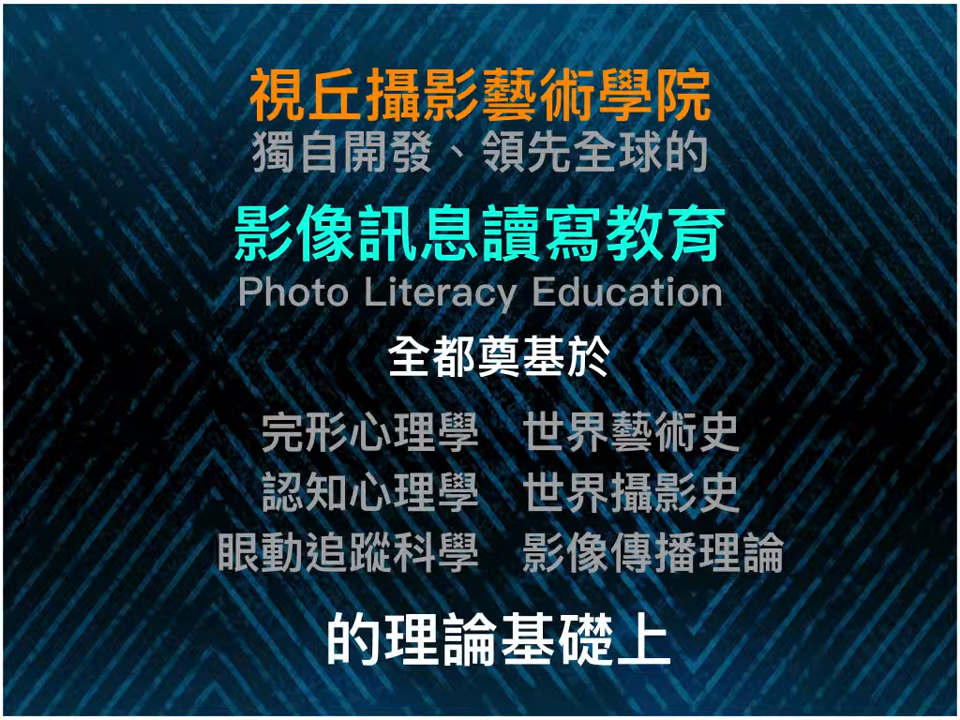 視丘攝影藝術學院
獨自開發、領先全球的
影像訊息讀寫教育
Photo Literacy Education
全都奠基於
完形心理學 世界藝術史
認知心理學 世界攝影史
眼動追蹤科學 影像傳播理論
的理論基礎上